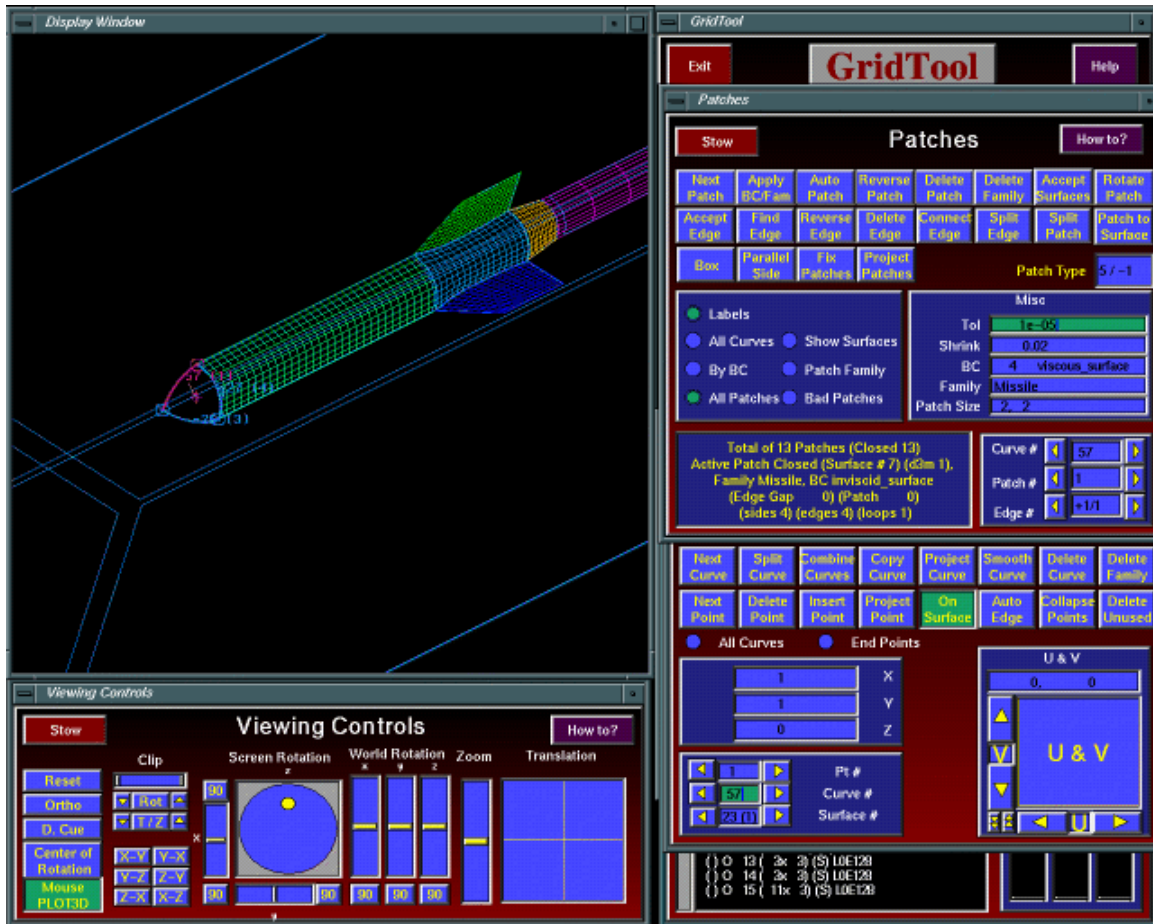 Display Window
57 (1)
GridTool
Exit
GridTool
Help
Patches
Stow
Patches
How to?
Next Patch
Apply BC/Fam
Auto Patch
Reverse Patch
Delete Patch
Delete Family
Accept Surfaces
Rotate Patch
Accept Edge
Find Edge
Reverse Edge
Delete Edge
Connect Edge
Split Edge
Split Patch
Patch to Surface
Box
Parallel Side
Fix Patches
Project Patches
Patch Type 5 / -1
Labels
All Curves
Show Surfaces
By BC
Patch Family
All Patches
Bad Patches
Misc
Tol 1e-05
Shrink 0.02
BC 4 viscous_surface
Family Missile
Patch Size 2, 2
Total of 13 Patches (Closed 13)
Active Patch Closed (Surface # 7) (d3m 1),
Family Missile, BC inviscid_surface
(Edge Gap 0) (Patch 0)
(sides 4) (edges 4) (loops 1)
Curve # 57
Patch # 1
Edge # +1/1
Next Curve
Split Curve
Combine Curves
Copy Curve
Project Curve
Smooth Curve
Delete Curve
Delete Family
Next Point
Delete Point
Insert Point
Project Point
On Surface
Auto Edge
Collapse Points
Delete Unused
All Curves
End Points
1 X
1 Y
0 Z
1 Pt #
57 Curve #
23 (1) Surface #
U & V
0, 0
V
U & V
U
( ) O 13 ( 3x 3) (S) L0E128
( ) O 14 ( 3x 3) (S) L0E128
( ) O 15 ( 11x 3) (S) L0E128
Viewing Controls
Stow
Viewing Controls
How to?
Reset
Ortho
D. Cue
Center of Rotation
Mouse PLOT3D
Clip
Rot
T / Z
X-Y
Y-X
Y-Z
Z-Y
Z-X
X-Z
Screen Rotation
z
90
x
90
90
y
World Rotation
x y z
90
90
90
Zoom
Translation